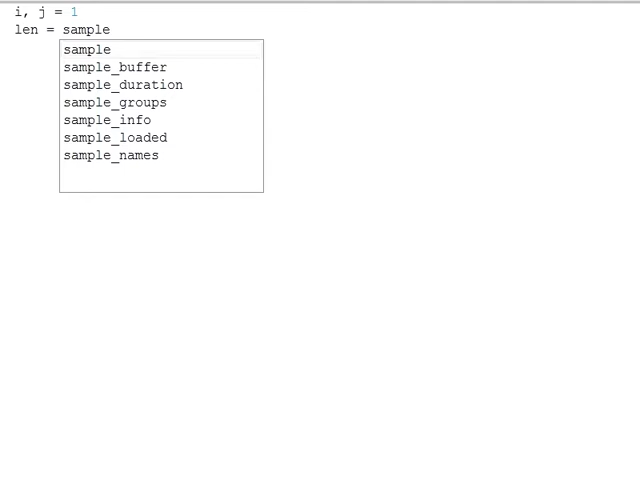 i, j = 1
len = sample
sample
sample_buffer
sample_duration
sample_groups
sample_info
sample_loaded
sample_names